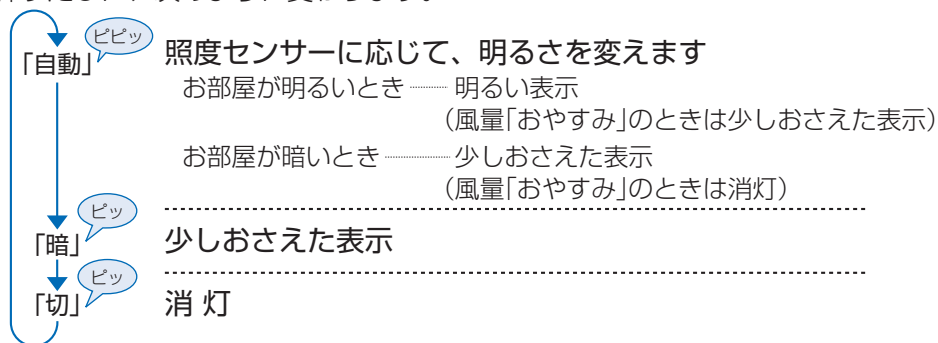 ピピッ
「自動」
照度センサーに応じて、明るさを変えます
お部屋が明るいとき 明るい表示
(風量「おやすみ」のときは少しおさえた表示)
お部屋が暗いとき 少しおさえた表示
(風量「おやすみ」のときは消灯)
ピッ
「暗」
少しおさえた表示
ピッ
「切」
消 灯